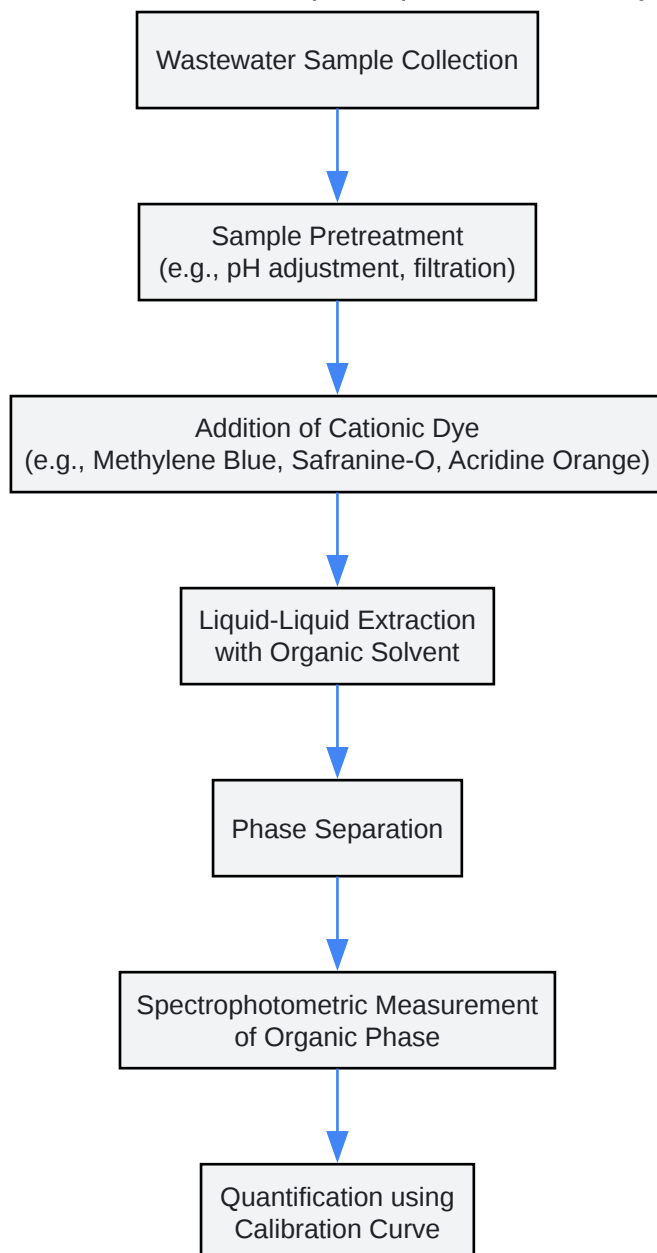 Wastewater Sample Collection
Sample Pretreatment
(e.g., pH adjustment, filtration)
Addition of Cationic Dye
(e.g., Methylene Blue, Safranine-O, Acridine Orange)
Liquid-Liquid Extraction
with Organic Solvent
Phase Separation
Spectrophotometric Measurement
of Organic Phase
Quantification using
Calibration Curve